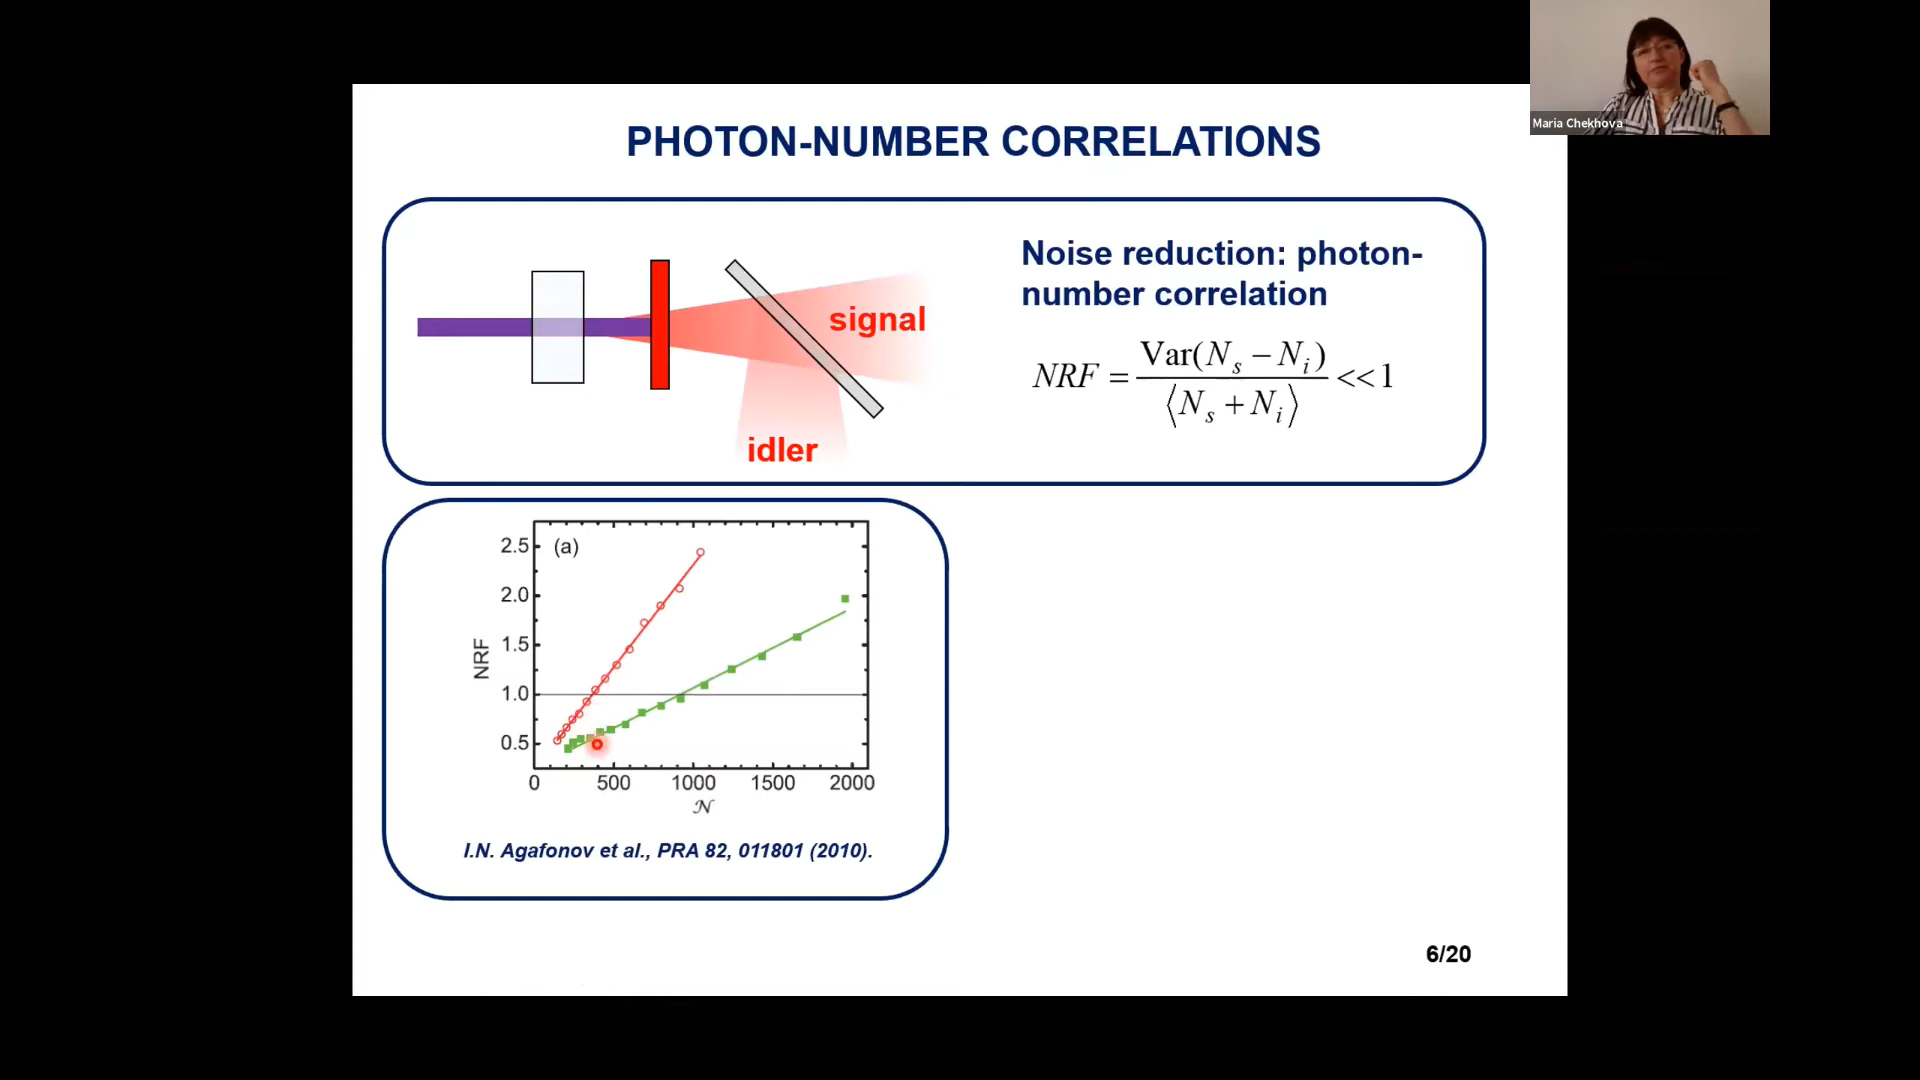 Maria Chekhova
PHOTON-NUMBER CORRELATIONS
signal
idler
Noise reduction: photon-
number correlation
NRF = Var(N_s − N_i) / ⟨N_s + N_i⟩ << 1
(a)
2.5
2.0
1.5
1.0
0.5
NRF
0 500 1000 1500 2000
𝒩
I.N. Agafonov et al., PRA 82, 011801 (2010).
6/20